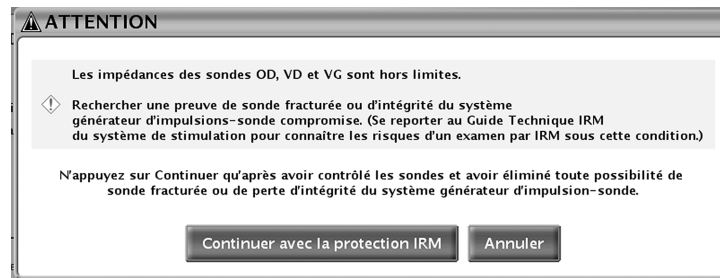 ATTENTION
Les impédances des sondes OD, VD et VG sont hors limites.
Rechercher une preuve de sonde fracturée ou d'intégrité du système
générateur d'impulsions-sonde compromise. (Se reporter au Guide Technique IRM
du système de stimulation pour connaître les risques d'un examen par IRM sous cette condition.)
N'appuyez sur Continuer qu'après avoir contrôlé les sondes et avoir éliminé toute possibilité de
sonde fracturée ou de perte d'intégrité du système générateur d'impulsion-sonde.
Continuer avec la protection IRM Annuler